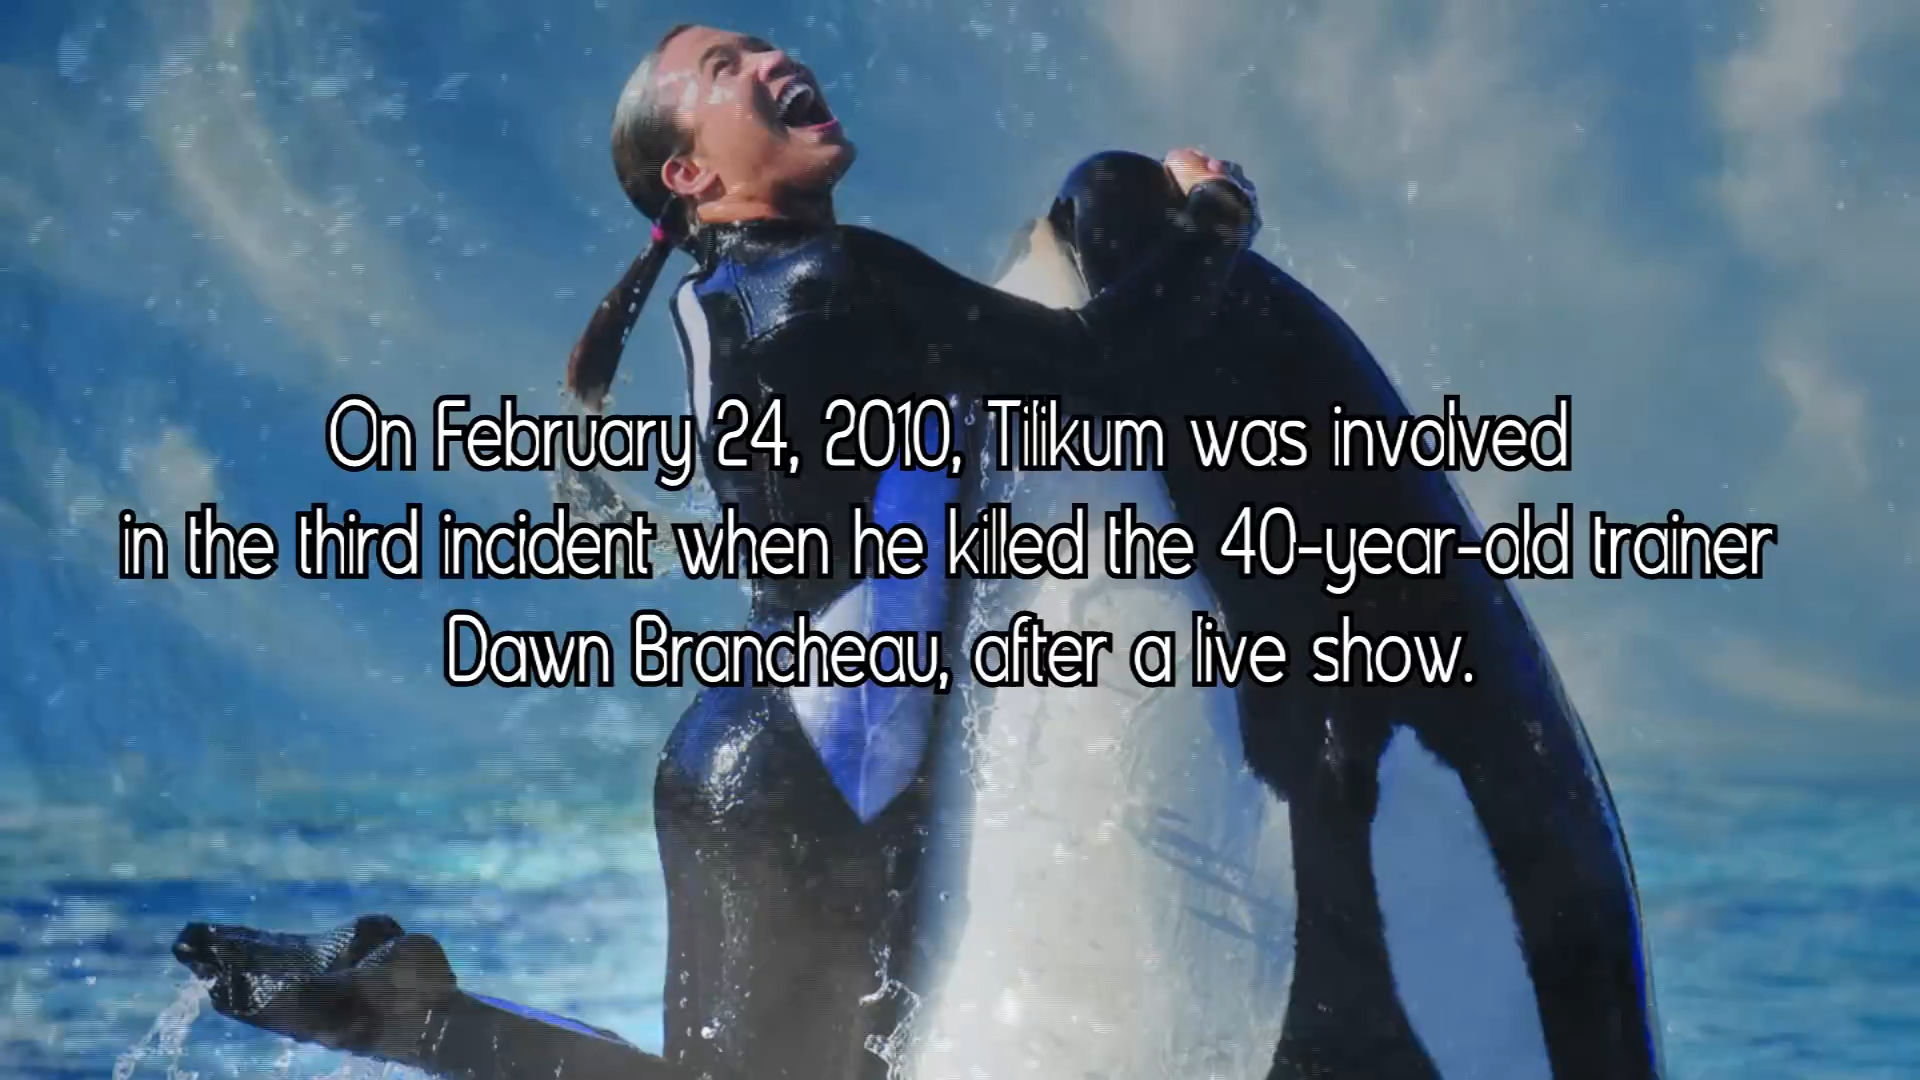 On February 24, 2010, Tilikum was involved
in the third incident when he killed the 40-year-old trainer
Dawn Brancheau, after a live show.